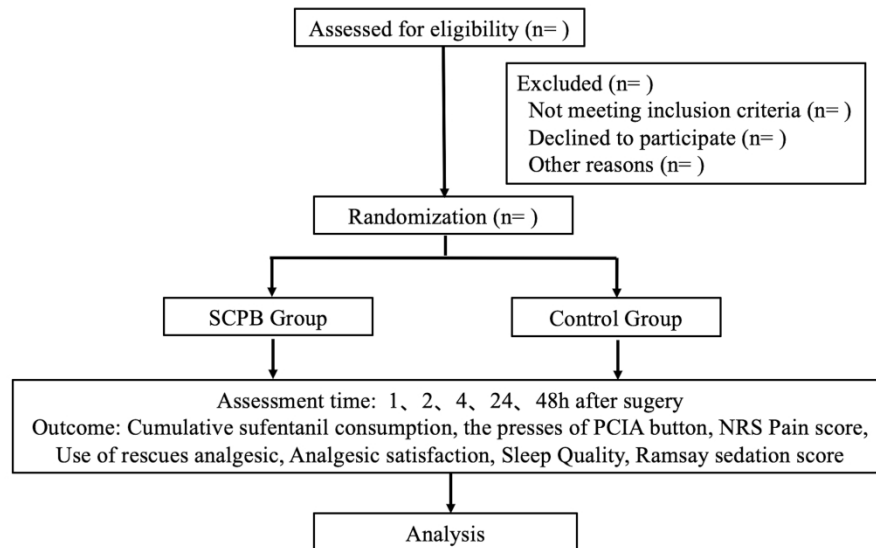 Assessed for eligibility (n= )
Excluded (n= )
Not meeting inclusion criteria (n= )
Declined to participate (n= )
Other reasons (n= )
Randomization (n= )
SCPB Group
Control Group
Assessment time: 1、2、4、24、48h after sugery
Outcome: Cumulative sufentanil consumption, the presses of PCIA button, NRS Pain score,
Use of rescues analgesic, Analgesic satisfaction, Sleep Quality, Ramsay sedation score
Analysis